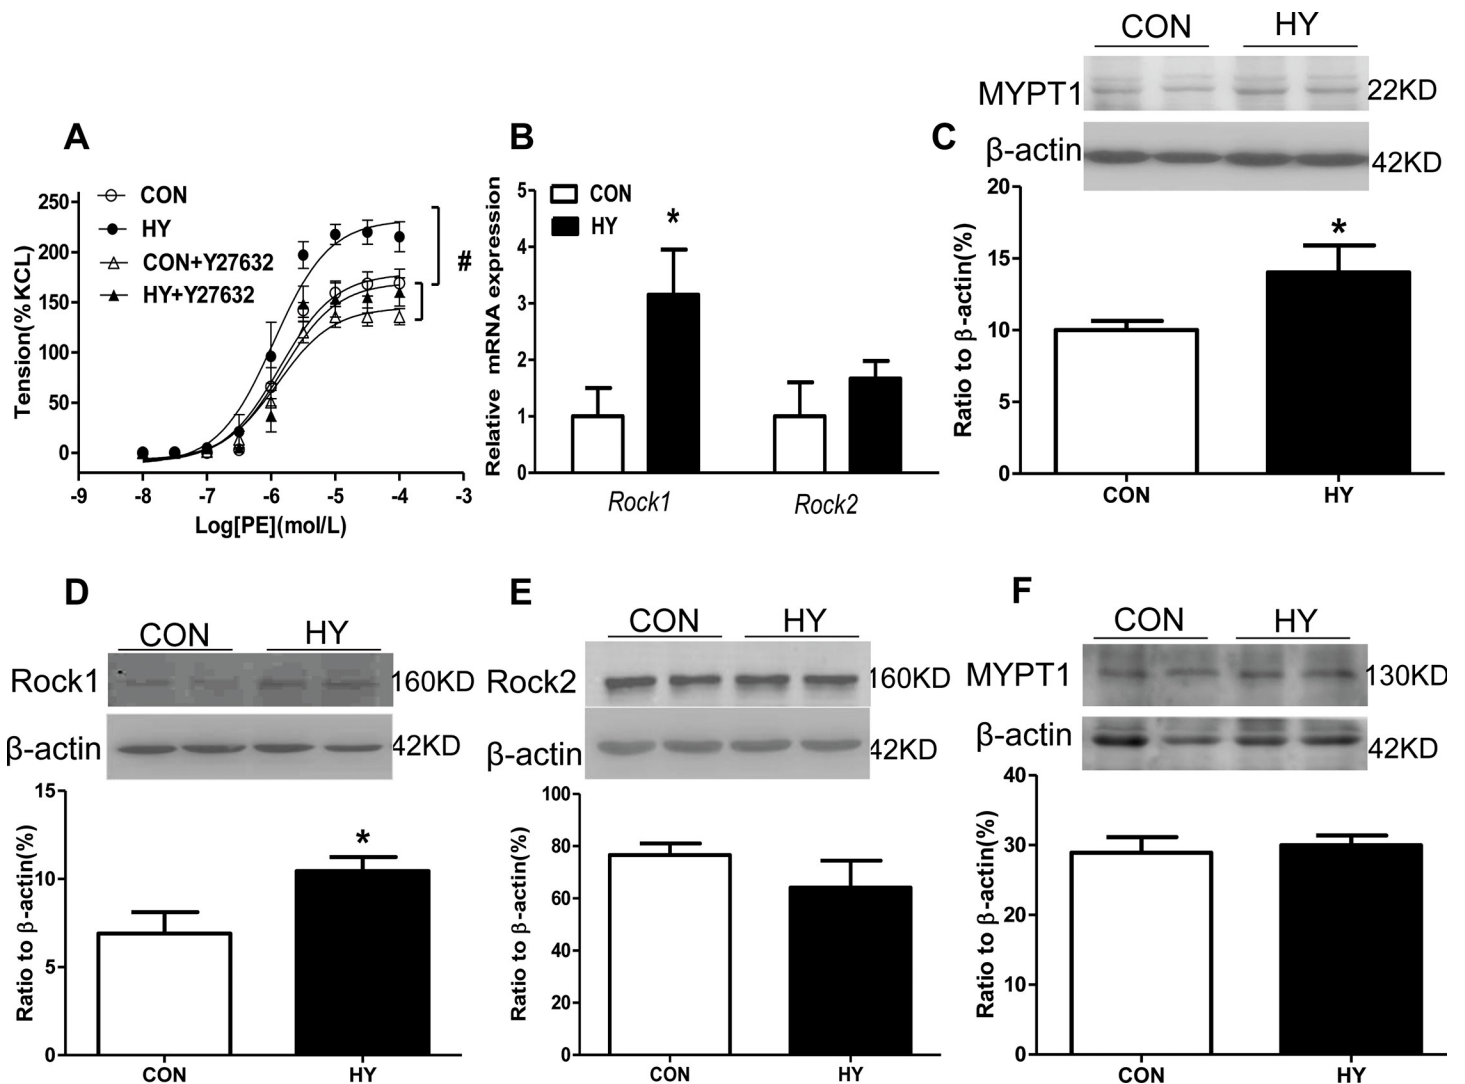 A
CON
HY
CON+Y27632
HY+Y27632
#
Tension(%KCL)
250
200
150
100
50
0
-9 -8 -7 -6 -5 -4 -3
Log[PE](mol/L)
B
CON
HY
*
Relative mRNA expression
5
4
3
2
1
0
Rock1 Rock2
C
CON HY
MYPT1 22KD
β-actin 42KD
20
15
10
5
0
Ratio to β-actin(%)
*
CON HY
D
CON HY
Rock1 160KD
β-actin 42KD
15
10
5
0
Ratio to β-actin(%)
*
CON HY
E
CON HY
Rock2 160KD
β-actin 42KD
100
80
60
40
20
0
Ratio to β-actin(%)
CON HY
F
CON HY
MYPT1 130KD
β-actin 42KD
40
30
20
10
0
Ratio to β-actin(%)
CON HY